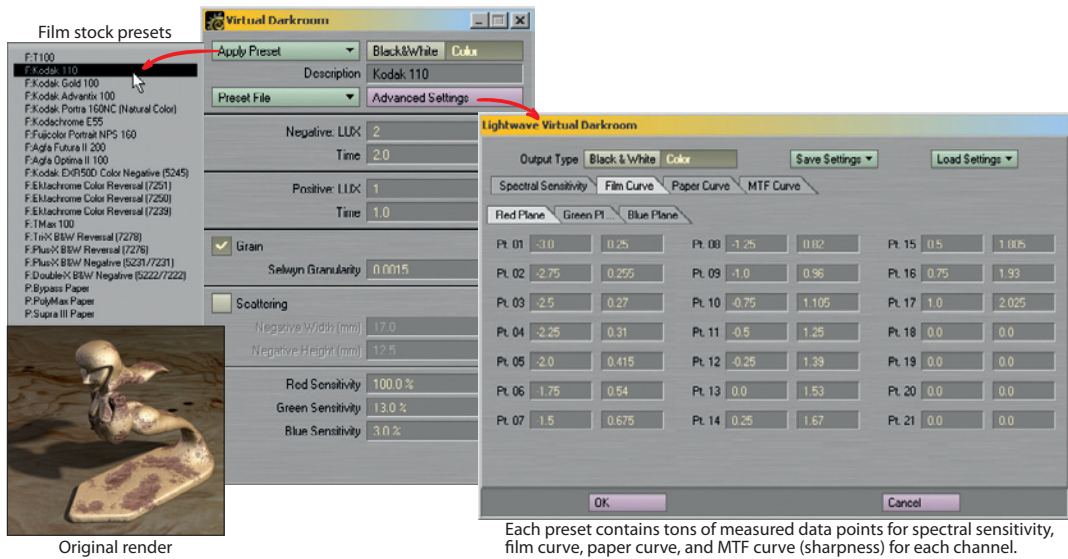 Film stock presets
F:T100
F:Kodak 110
F:Kodak Gold 100
F:Kodak Advantix 100
F:Kodak Portra 160NC (Natural Color)
F:Kodachrome E55
F:Fujicolor Portrait NPS 160
F:Agfa Futura II 200
F:Agfa Optima II 100
F:Kodak EXR50D Color Negative (5245)
F:Ektachrome Color Reversal (7251)
F:Ektachrome Color Reversal (7250)
F:Ektachrome Color Reversal (7239)
F:TMax 100
F:Tri-X B&W Reversal (7278)
F:Plus-X B&W Reversal (7276)
F:Plus-X B&W Negative (5231/7231)
F:Double-X B&W Negative (5222/7222)
P:Bypass Paper
P:PolyMax Paper
P:Supra III Paper
Original render
Virtual Darkroom
Apply Preset Black&White Color
Description Kodak 110
Preset File Advanced Settings
Negative: LUX 2
Time 2.0
Positive: LUX 1
Time 1.0
Grain
Selwyn Granularity 0.0015
Scattering
Negative Width (mm) 17.0
Negative Height (mm) 12.5
Red Sensitivity 100.0 %
Green Sensitivity 13.0 %
Blue Sensitivity 3.0 %
Lightwave Virtual Darkroom
Output Type Black & White Color Save Settings Load Settings
Spectral Sensitivity Film Curve Paper Curve MTF Curve
Red Plane Green Pl... Blue Plane
Pt. 01 -3.0 0.25 Pt. 08 -1.25 0.82 Pt. 15 0.5 1.805
Pt. 02 -2.75 0.255 Pt. 09 -1.0 0.96 Pt. 16 0.75 1.93
Pt. 03 -2.5 0.27 Pt. 10 -0.75 1.105 Pt. 17 1.0 2.025
Pt. 04 -2.25 0.31 Pt. 11 -0.5 1.25 Pt. 18 0.0 0.0
Pt. 05 -2.0 0.415 Pt. 12 -0.25 1.39 Pt. 19 0.0 0.0
Pt. 06 -1.75 0.54 Pt. 13 0.0 1.53 Pt. 20 0.0 0.0
Pt. 07 -1.5 0.675 Pt. 14 0.25 1.67 Pt. 21 0.0 0.0
OK Cancel
Each preset contains tons of measured data points for spectral sensitivity,
film curve, paper curve, and MTF curve (sharpness) for each channel.